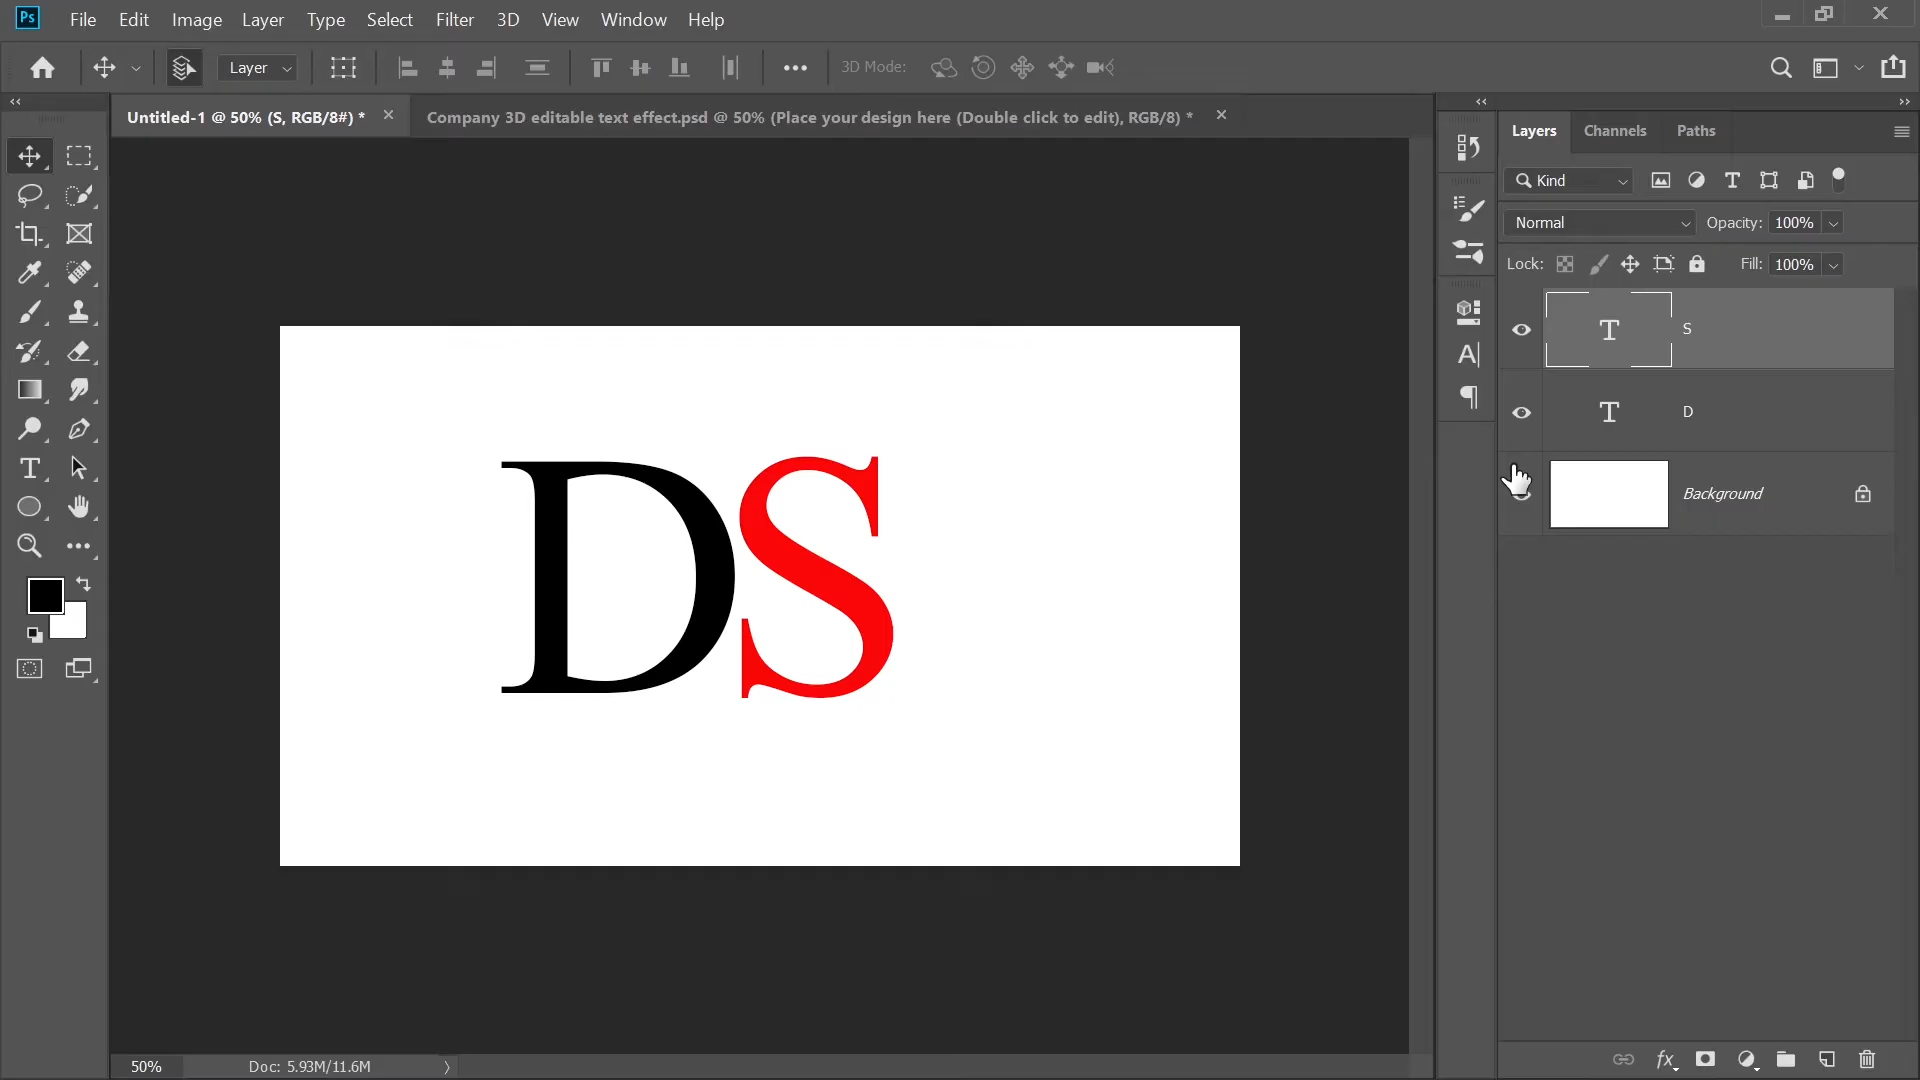 Ps File Edit Image Layer Type Select Filter 3D View Window Help
Layer 3D Mode:
Untitled-1 @ 50% (S, RGB/8#) * Company 3D editable text effect.psd @ 50% (Place your design here (Double click to edit), RGB/8) *
Layers Channels Paths
Kind
Normal Opacity: 100%
Lock: Fill: 100%
S
D
Background
DS
50% Doc: 5.93M/11.6M